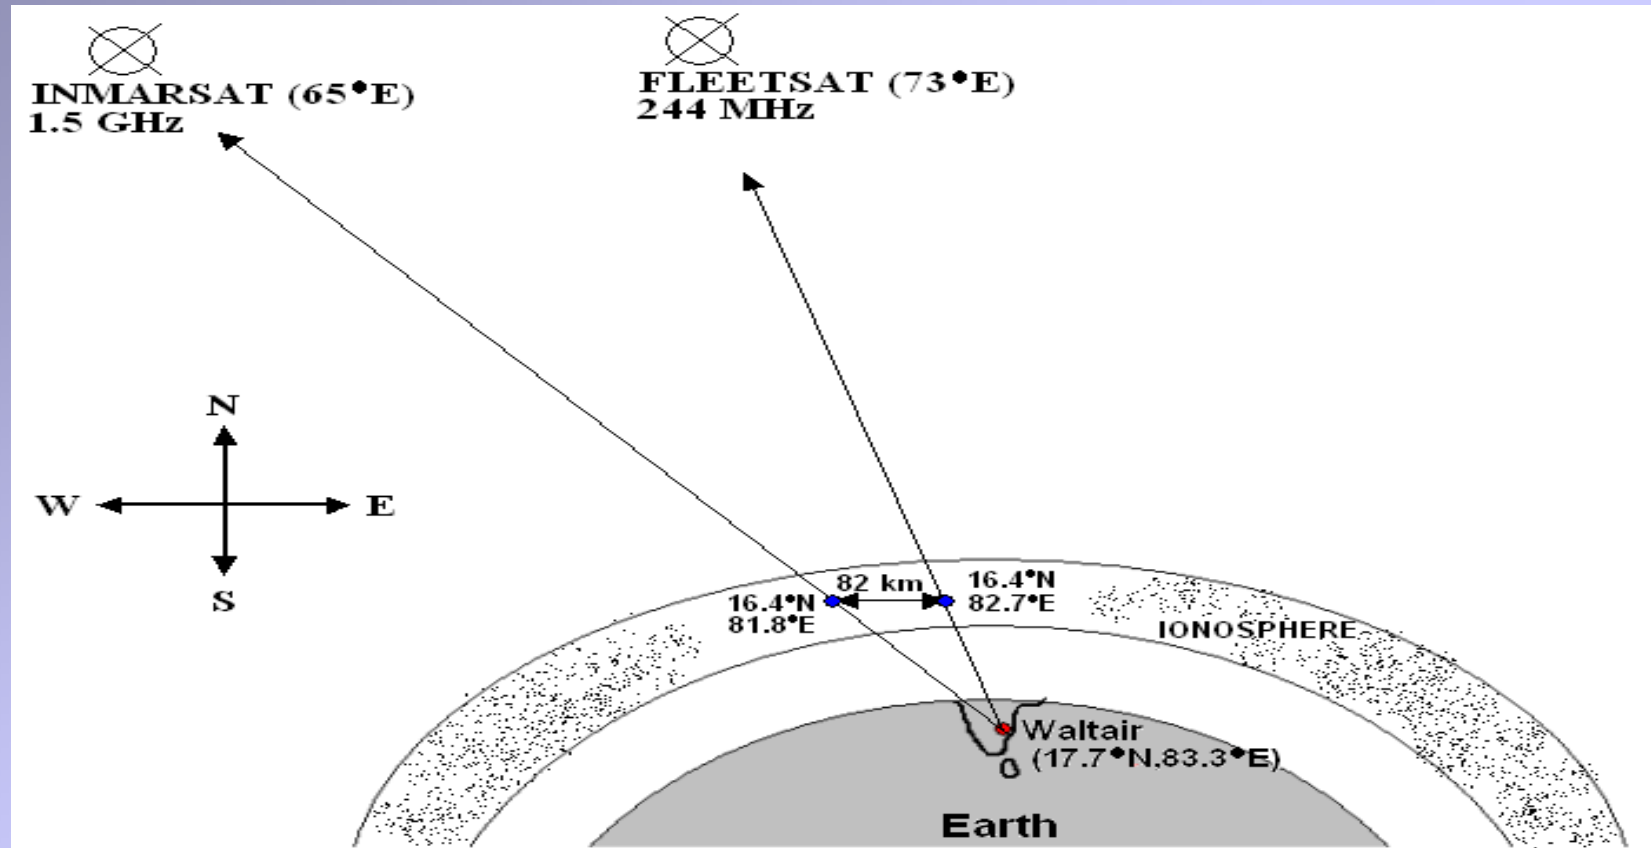 INMARSAT (65•E)
1.5 GHz
FLEETSAT (73•E)
244 MHz
N
W
E
S
82 km
16.4•N
81.8•E
16.4•N
82.7•E
IONOSPHERE
Waltair
(17.7•N,83.3•E)
Earth